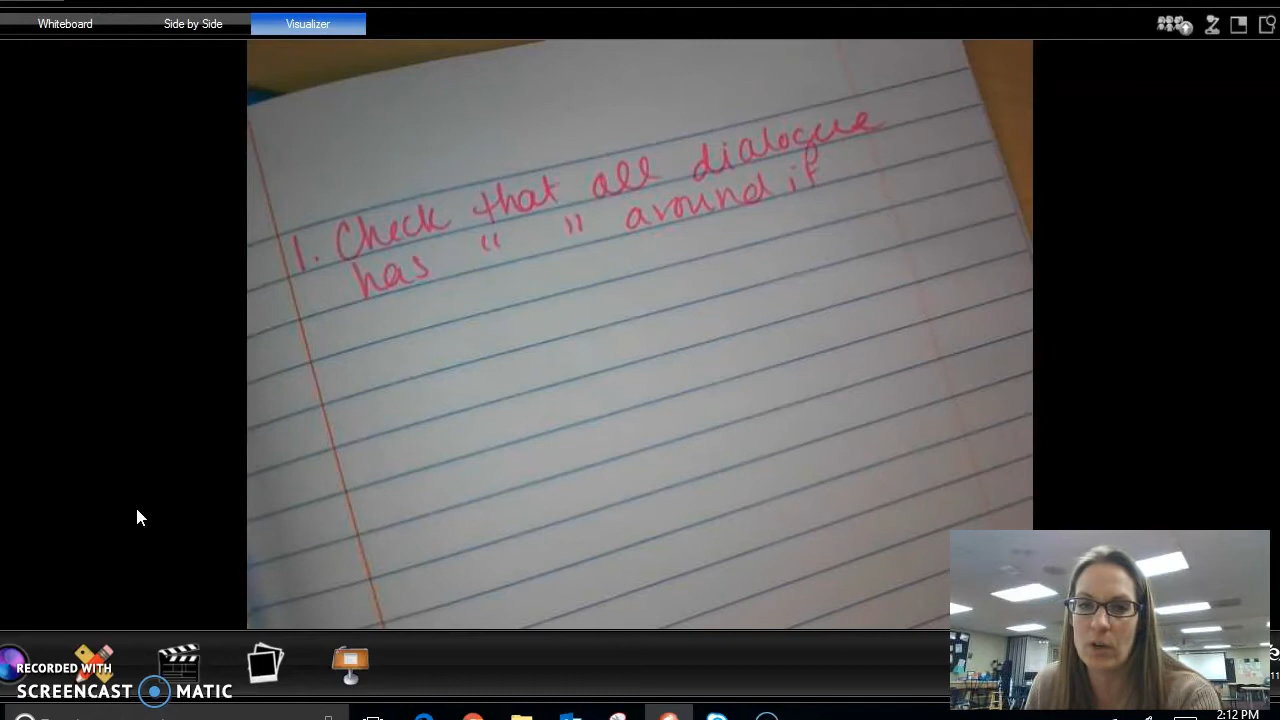 Whiteboard
Side by Side
Visualizer
1. Check that all dialogue
has " " around it
RECORDED WITH
SCREENCAST MATIC
2:12 PM